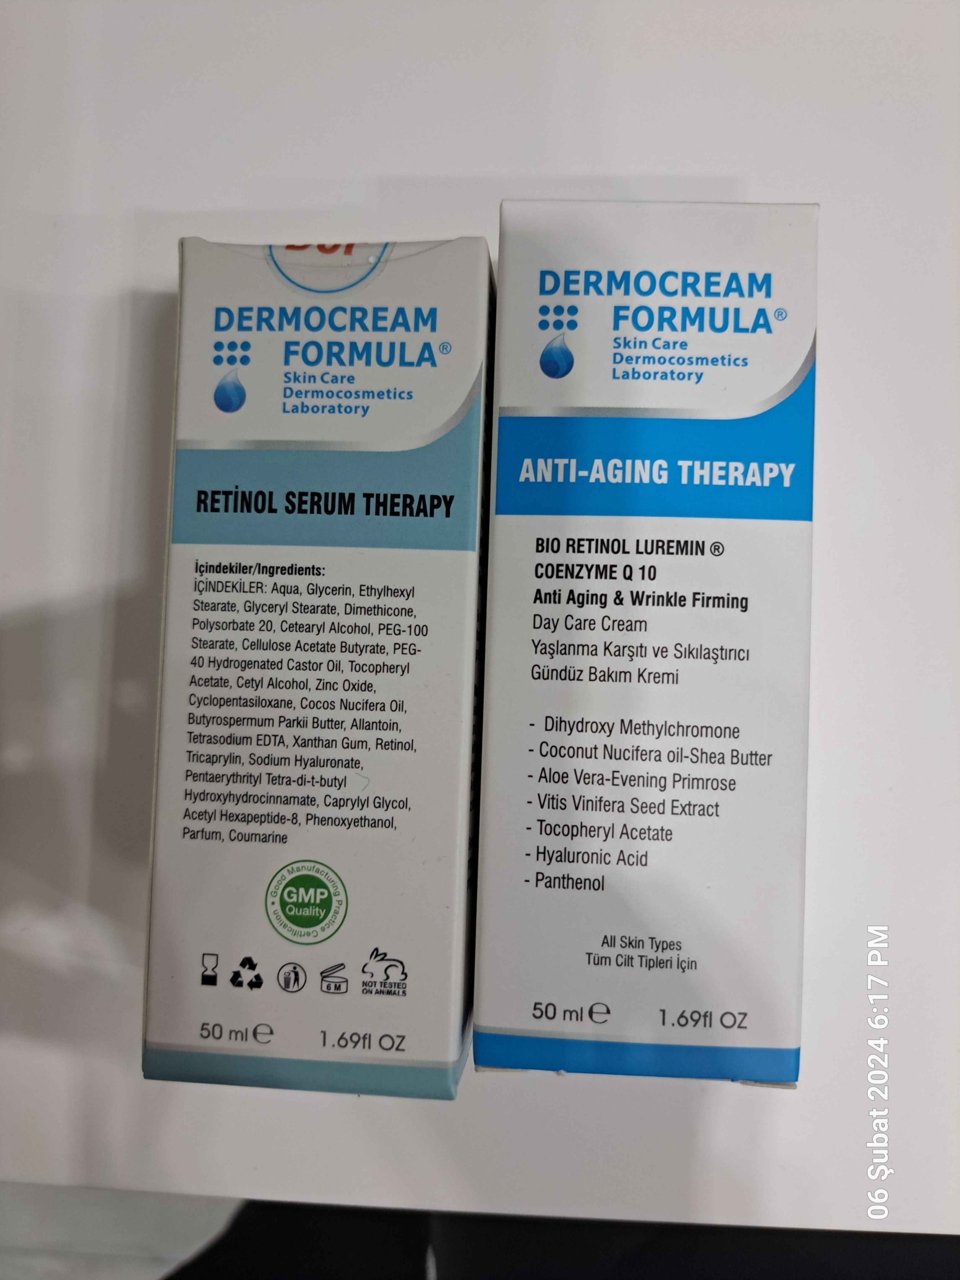 DERMOCREAM
FORMULA®
Skin Care
Dermocosmetics
Laboratory
RETİNOL SERUM THERAPY
İçindekiler/Ingredients:
İÇİNDEKİLER: Aqua, Glycerin, Ethylhexyl
Stearate, Glyceryl Stearate, Dimethicone,
Polysorbate 20, Cetearyl Alcohol, PEG-100
Stearate, Cellulose Acetate Butyrate, PEG-
40 Hydrogenated Castor Oil, Tocopheryl
Acetate, Cetyl Alcohol, Zinc Oxide,
Cyclopentasiloxane, Cocos Nucifera Oil,
Butyrospermum Parkii Butter, Allantoin,
Tetrasodium EDTA, Xanthan Gum, Retinol,
Tricaprylin, Sodium Hyaluronate,
Pentaerythrityl Tetra-di-t-butyl
Hydroxyhydrocinnamate, Caprylyl Glycol,
Acetyl Hexapeptide-8, Phenoxyethanol,
Parfum, Coumarine
Good Manufacturing Practice Certification
GMP
Quality
6 M
NOT TESTED
ON ANIMALS
50 ml e 1.69fl OZ
DERMOCREAM
FORMULA®
Skin Care
Dermocosmetics
Laboratory
ANTI-AGING THERAPY
BIO RETINOL LUREMIN ®
COENZYME Q 10
Anti Aging & Wrinkle Firming
Day Care Cream
Yaşlanma Karşıtı ve Sıkılaştırıcı
Gündüz Bakım Kremi
- Dihydroxy Methylchromone
- Coconut Nucifera oil-Shea Butter
- Aloe Vera-Evening Primrose
- Vitis Vinifera Seed Extract
- Tocopheryl Acetate
- Hyaluronic Acid
- Panthenol
All Skin Types
Tüm Cilt Tipleri İçin
50 ml e 1.69fl OZ
06 Şubat 2024 6:17 PM